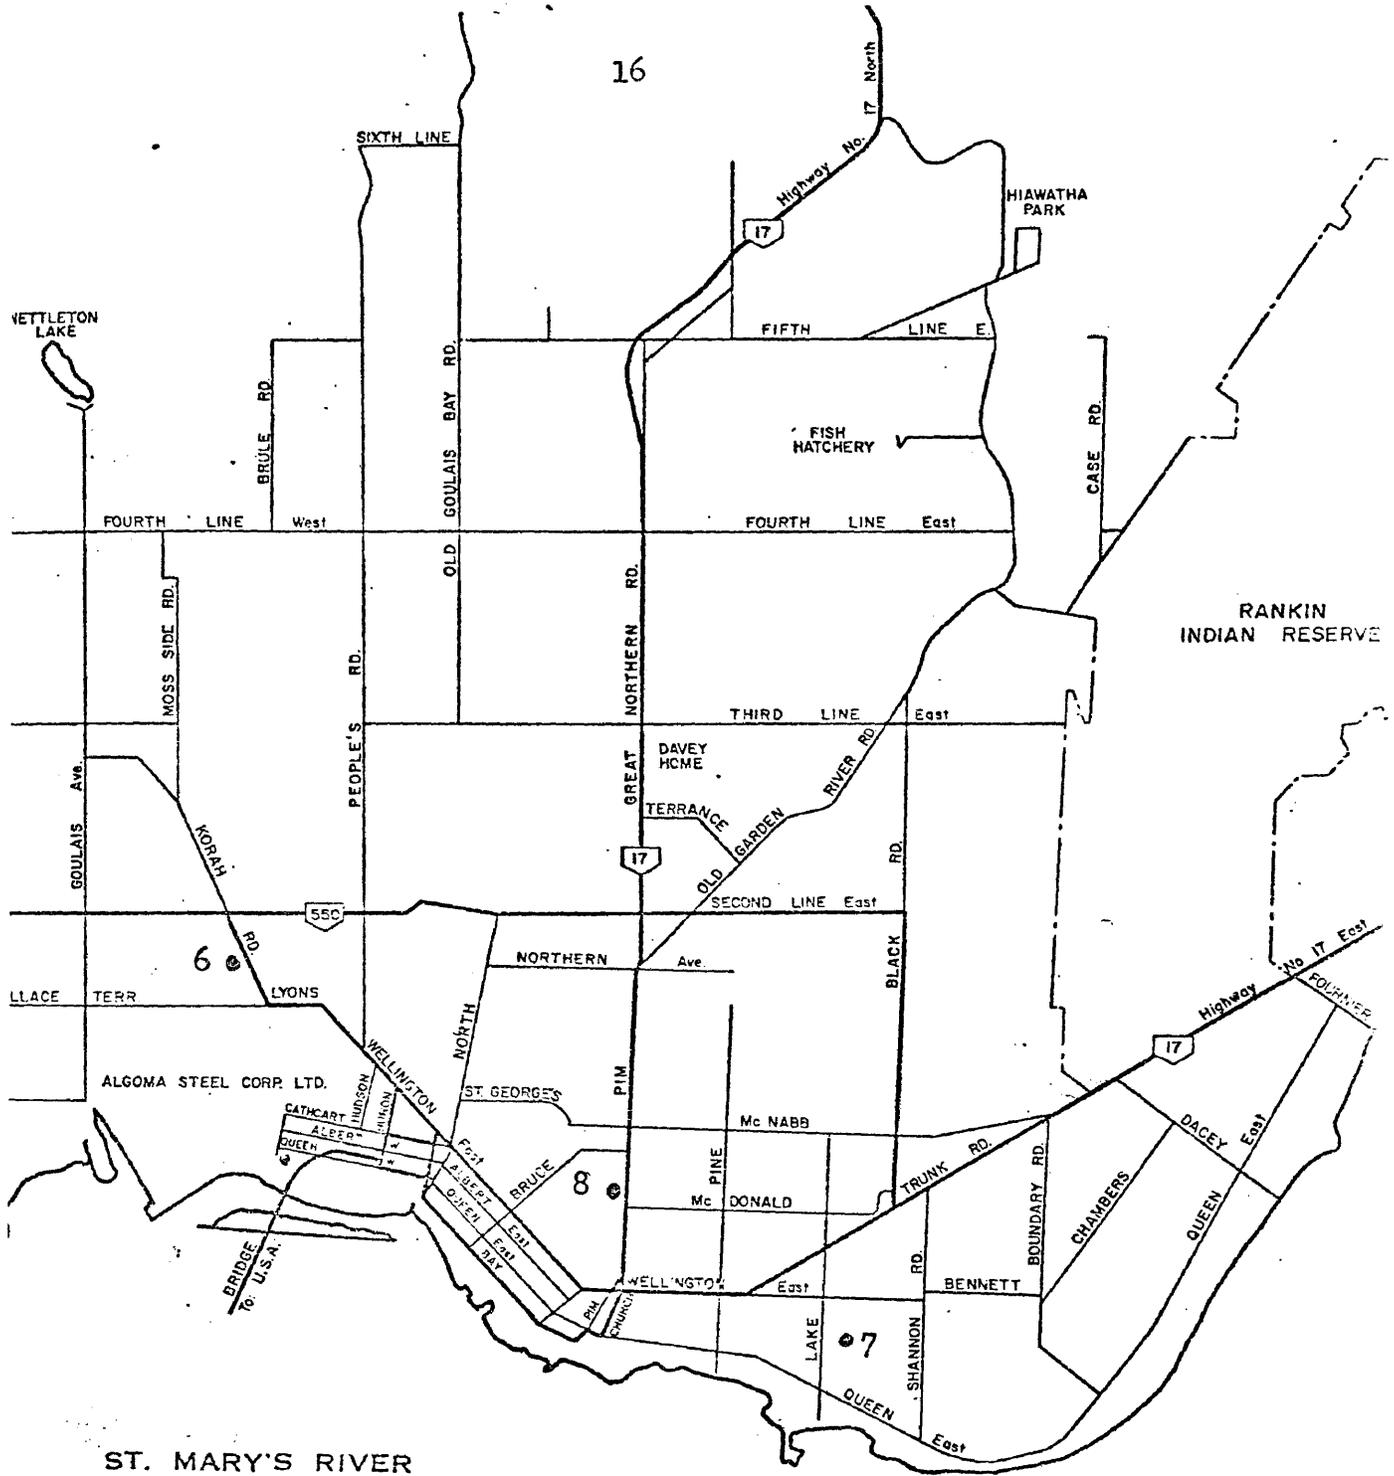 16
17 North
Highway No.
SIXTH LINE
HIAWATHA
PARK
17
NETTLETON
LAKE
FIFTH LINE E.
BRULE RD.
OLD GOULAIS BAY RD.
FISH
HATCHERY
CASE RD.
FOURTH LINE West
FOURTH LINE East
MOSS SIDE RD.
RANKIN
INDIAN RESERVE
PEOPLE'S RD.
GREAT NORTHERN RD.
THIRD LINE East
DAVEY
HOME
GOULAIS Ave.
TERRANCE
OLD GARDEN RIVER RD.
KORAH RD.
17
550
SECOND LINE East
BLACK RD.
6
NORTHERN Ave.
Highway No 17 East
FOURNIER
LLACE TERR
LYONS
NORTH
17
WELLINGTON East
PIM
ALGOMA STEEL CORP. LTD.
HUDSON
HURON
ST. GEORGE'S
CATHCART
ALBERT
QUEEN
Mc NABB
DACEY
BRUCE
PINE
TRUNK RD.
8
Mc DONALD
ALBERT East
QUEEN East
BAY
BOUNDARY RD.
CHAMBERS
QUEEN East
BRIDGE
To: U.S.A.
WELLINGTON East
BENNETT
PIM
CHURCH
LAKE
7
SHANNON RD.
QUEEN East
ST. MARY'S RIVER